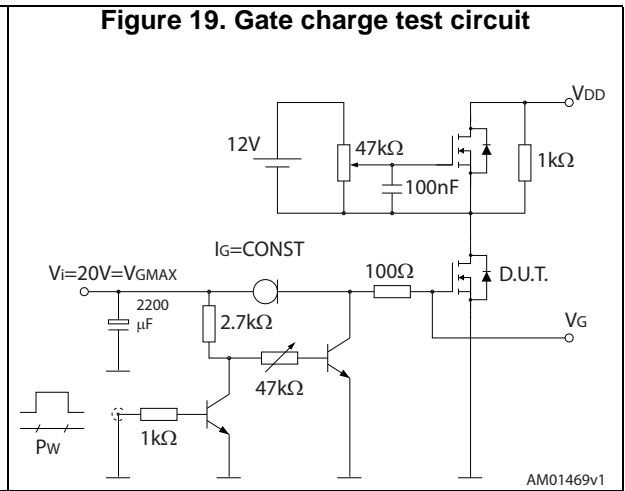 Figure 19. Gate charge test circuit
VDD
12V
47kΩ
1kΩ
100nF
IG=CONST
Vi=20V=VGMAX
100Ω
D.U.T.
2200
μF
2.7kΩ
VG
47kΩ
1kΩ
PW
AM01469v1